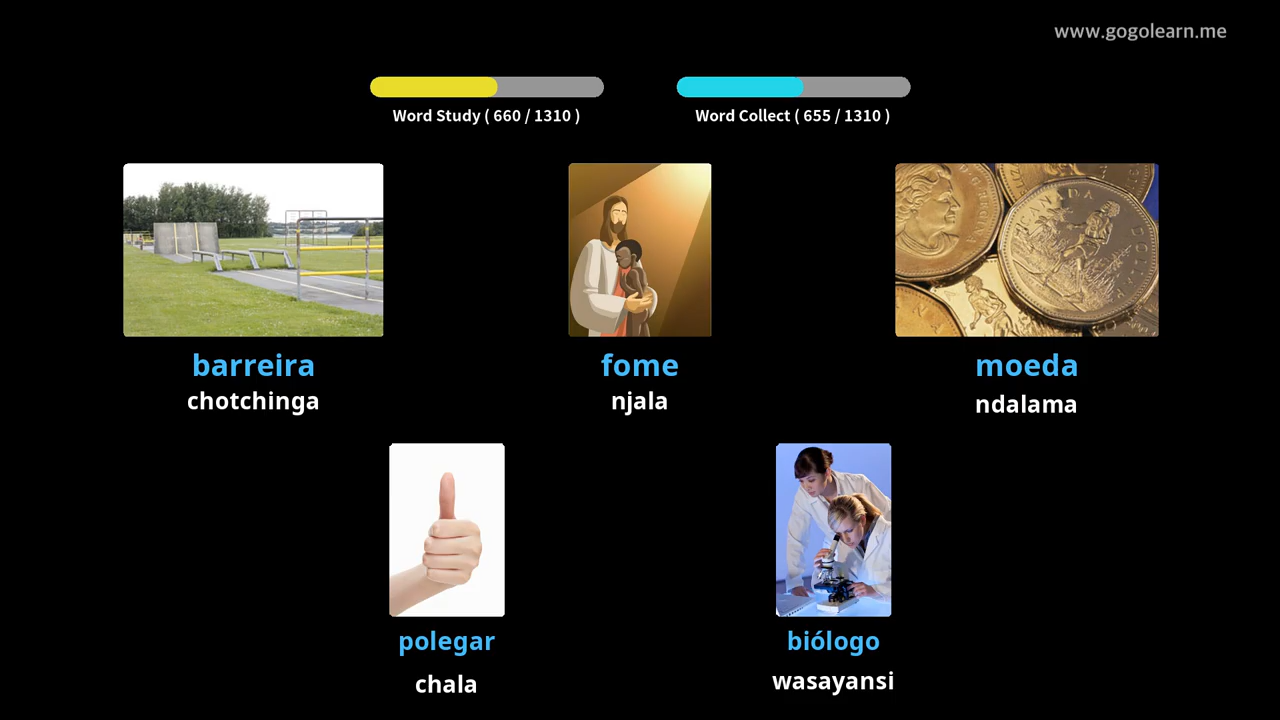 www.gogolearn.me
Word Study ( 660 / 1310 )
Word Collect ( 655 / 1310 )
barreira
chotchinga
fome
njala
moeda
ndalama
polegar
chala
biólogo
wasayansi